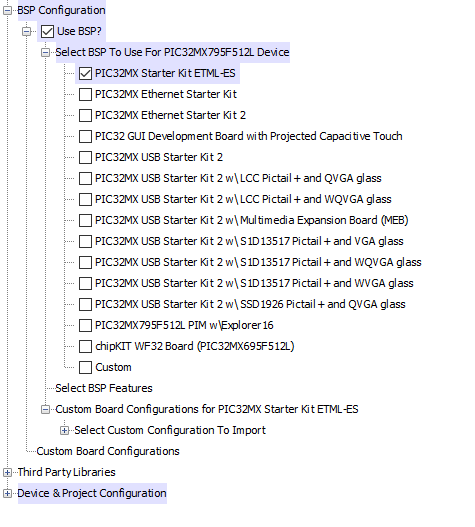 BSP Configuration
Use BSP?
Select BSP To Use For PIC32MX795F512L Device
PIC32MX Starter Kit ETML-ES
PIC32MX Ethernet Starter Kit
PIC32MX Ethernet Starter Kit 2
PIC32 GUI Development Board with Projected Capacitive Touch
PIC32MX USB Starter Kit 2
PIC32MX USB Starter Kit 2 w\LCC Pictail+ and QVGA glass
PIC32MX USB Starter Kit 2 w\LCC Pictail+ and WQVGA glass
PIC32MX USB Starter Kit 2 w\Multimedia Expansion Board (MEB)
PIC32MX USB Starter Kit 2 w\S1D13517 Pictail+ and VGA glass
PIC32MX USB Starter Kit 2 w\S1D13517 Pictail+ and WQVGA glass
PIC32MX USB Starter Kit 2 w\S1D13517 Pictail+ and WVGA glass
PIC32MX USB Starter Kit 2 w\SSD1926 Pictail+ and QVGA glass
PIC32MX795F512L PIM w\Explorer16
chipKIT WF32 Board (PIC32MX695F512L)
Custom
Select BSP Features
Custom Board Configurations for PIC32MX Starter Kit ETML-ES
Select Custom Configuration To Import
Custom Board Configurations
Third Party Libraries
Device & Project Configuration